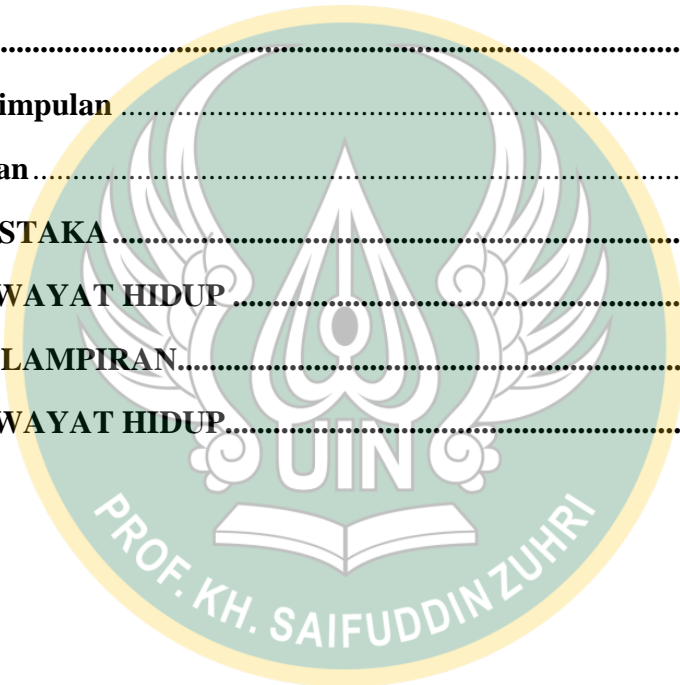 ....................................................................................................
impulan ..................................................................................
an ..........................................................................................
STAKA ..................................................................................
WAYAT HIDUP ................................................................
LAMPIRAN.........................................................................
WAYAT HIDUP.................................................................
UIN
PROF. KH. SAIFUDDIN ZUHRI